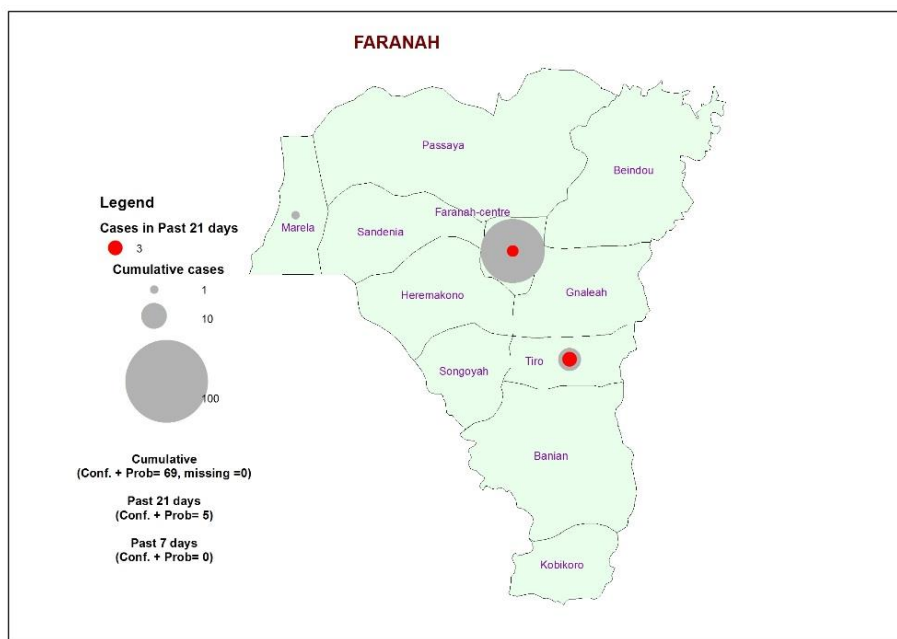 FARANAH
Passaya
Beindou
Legend
Faranah-centre
Cases in Past 21 days
Marela
Sandenia
3
Cumulative cases
1
Heremakono
Gnaleah
10
Tiro
Songoyah
100
Cumulative
(Conf. + Prob= 69, missing =0)
Banian
Past 21 days
(Conf. + Prob= 5)
Past 7 days
(Conf. + Prob= 0)
Kobikoro